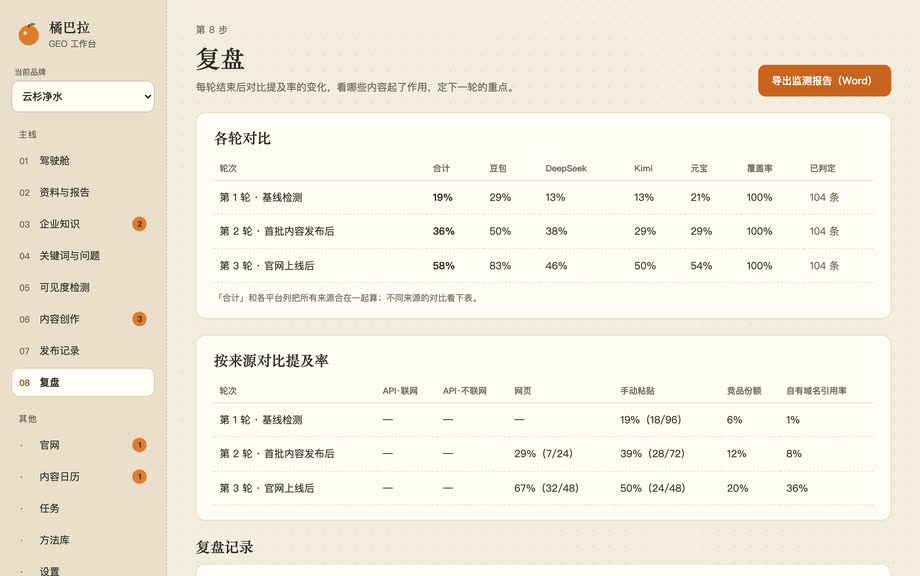 橘巴拉
GEO 工作台
当前品牌
云杉净水
主线
01 驾驶舱
02 资料与报告
03 企业知识 2
04 关键词与问题
05 可见度检测
06 内容创作 3
07 发布记录
08 复盘
其他
· 官网 1
· 内容日历 1
· 任务
· 方法库
· 设置
第 8 步
复盘
每轮结束后对比提及率的变化，看哪些内容起了作用，定下一轮的重点。
导出监测报告（Word）
各轮对比
轮次 合计 豆包 DeepSeek Kimi 元宝 覆盖率 已判定
第 1 轮 · 基线检测 19% 29% 13% 13% 21% 100% 104 条
第 2 轮 · 首批内容发布后 36% 50% 38% 29% 29% 100% 104 条
第 3 轮 · 官网上线后 58% 83% 46% 50% 54% 100% 104 条
「合计」和各平台列把所有来源合在一起算；不同来源的对比看下表。
按来源对比提及率
轮次 API·联网 API·不联网 网页 手动粘贴 竞品份额 自有域名引用率
第 1 轮 · 基线检测 — — — 19%（18/96） 6% 1%
第 2 轮 · 首批内容发布后 — — 29%（7/24） 39%（28/72） 12% 8%
第 3 轮 · 官网上线后 — — 67%（32/48） 50%（24/48） 20% 36%
复盘记录